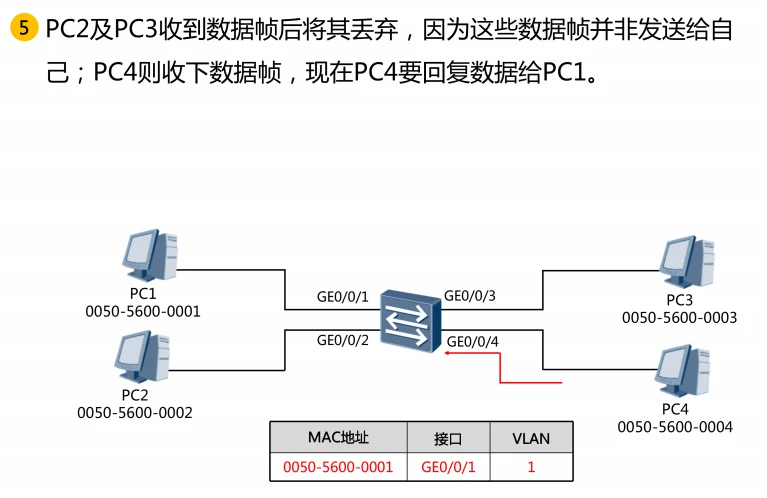 5 PC2及PC3收到数据帧后将其丢弃，因为这些数据帧并非发送给自
己；PC4则收下数据帧，现在PC4要回复数据给PC1。
PC1
0050-5600-0001
GE0/0/1
GE0/0/3
PC3
0050-5600-0003
PC2
0050-5600-0002
GE0/0/2
GE0/0/4
PC4
0050-5600-0004
MAC地址 接口 VLAN
0050-5600-0001 GE0/0/1 1